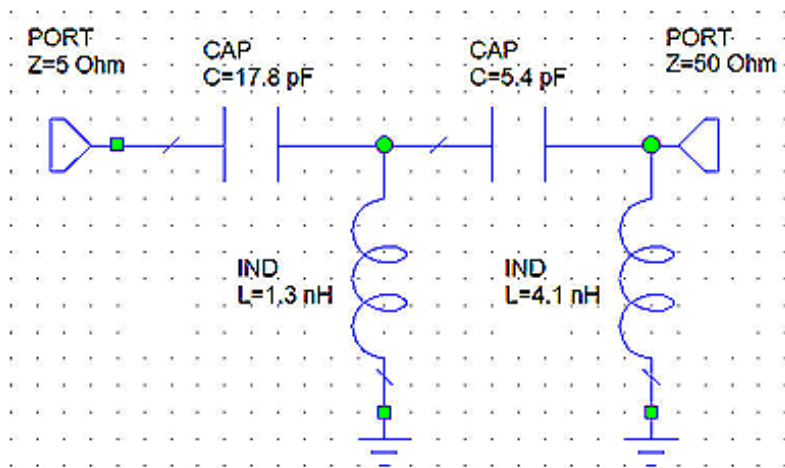 PORT
Z=5 Ohm
CAP
C=17.8 pF
CAP
C=5.4 pF
PORT
Z=50 Ohm
IND
L=1.3 nH
IND
L=4.1 nH